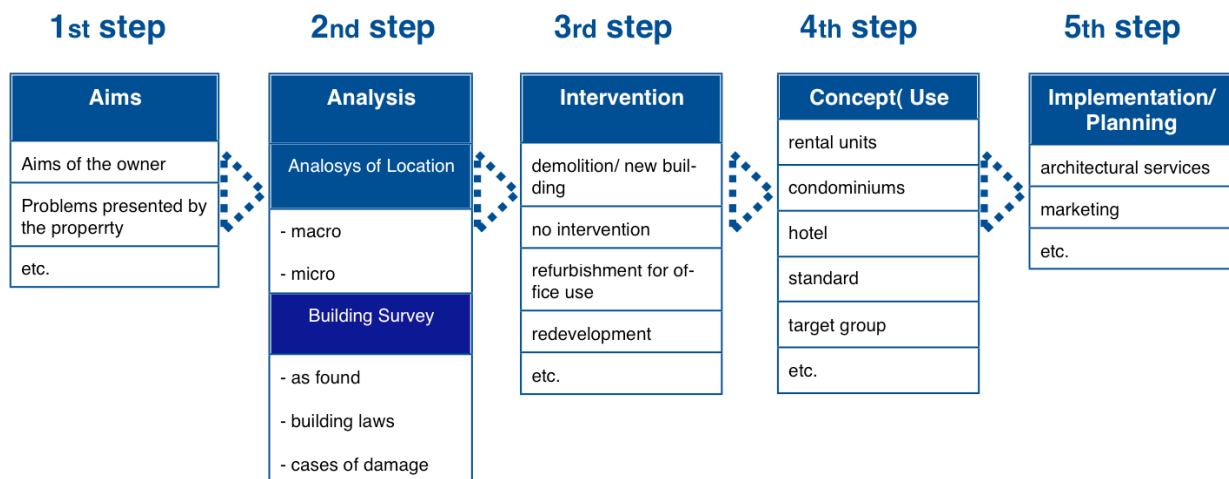 1st step
Aims
Aims of the owner
Problems presented by
the properrty
etc.
2nd step
Analysis
Analosys of Location
- macro
- micro
Building Survey
- as found
- building laws
- cases of damage
3rd step
Intervention
demolition/ new buil-
ding
no intervention
refurbishment for of-
fice use
redevelopment
etc.
4th step
Concept( Use
rental units
condominiums
hotel
standard
target group
etc.
5th step
Implementation/
Planning
architectural services
marketing
etc.